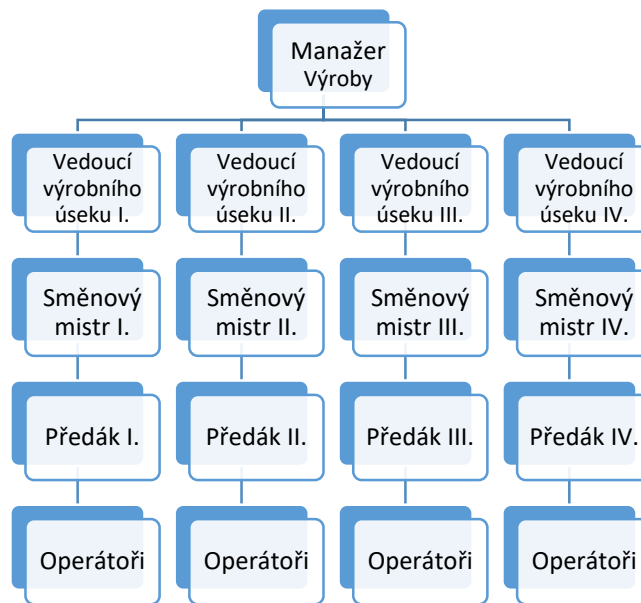 Manažer
Výroby
Vedoucí
výrobního
úseku I.
Vedoucí
výrobního
úseku II.
Vedoucí
výrobního
úseku III.
Vedoucí
výrobního
úseku IV.
Směnový
mistr I.
Směnový
mistr II.
Směnový
mistr III.
Směnový
mistr IV.
Předák I.
Předák II.
Předák III.
Předák IV.
Operátoři
Operátoři
Operátoři
Operátoři